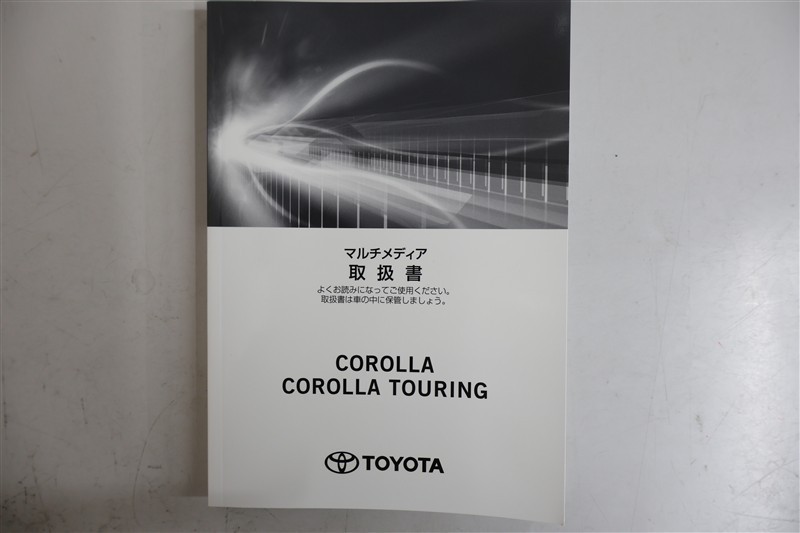 マルチメディア
取扱書
よくお読みになってご使用ください。
取扱書は車の中に保管しましょう。
COROLLA
COROLLA TOURING
TOYOTA